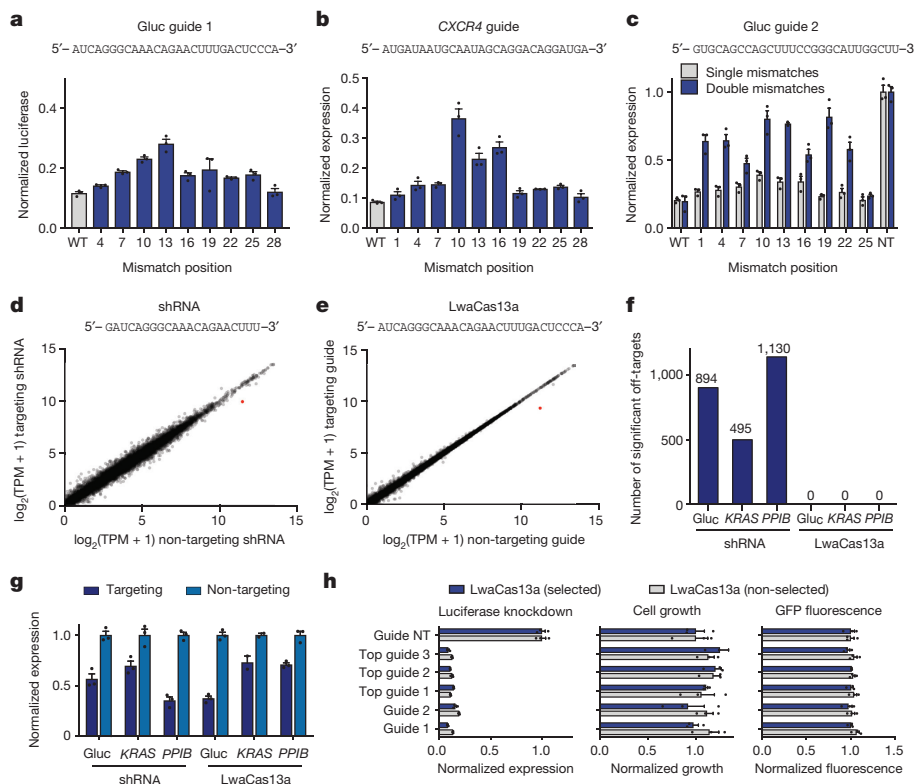 a
Gluc guide 1
5′– AUCAGGGCAAACAGAACUUUGACUCCCA –3′
Normalized luciferase
0.6
0.4
0.2
0.0
WT 4 7 10 13 16 19 22 25 28
Mismatch position
b
CXCR4 guide
5′– AUGAUAAUGCAAUAGCAGGACAGGAUGA –3′
Normalized expression
0.5
0.4
0.3
0.2
0.1
0.0
WT 1 4 7 10 13 16 19 22 25 28
Mismatch position
c
Gluc guide 2
5′– GUGCAGCCAGCUUUCCGGGCAUUGGCUU –3′
Single mismatches
Double mismatches
Normalized expression
1.0
0.5
0.0
WT 1 4 7 10 13 16 19 22 25 NT
Mismatch position
d
shRNA
5′– GAUCAGGGCAAACAGAACUUU –3′
log2(TPM + 1) targeting shRNA
15
10
5
0
0 5 10 15
log2(TPM + 1) non-targeting shRNA
e
LwaCas13a
5′– AUCAGGGCAAACAGAACUUUGACUCCCA –3′
log2(TPM + 1) targeting guide
15
10
5
0
0 5 10 15
log2(TPM + 1) non-targeting guide
f
Number of significant off-targets
1,000
500
0
894
495
1,130
0 0 0
Gluc KRAS PPIB Gluc KRAS PPIB
shRNA LwaCas13a
g
Targeting Non-targeting
Normalized expression
1.0
0.5
0
Gluc KRAS PPIB Gluc KRAS PPIB
shRNA LwaCas13a
h
LwaCas13a (selected) LwaCas13a (non-selected)
Luciferase knockdown Cell growth GFP fluorescence
Guide NT
Top guide 3
Top guide 2
Top guide 1
Guide 2
Guide 1
0.0 0.5 1.0 0.0 0.5 1.0 1.5 0.0 0.5 1.0 1.5
Normalized expression Normalized growth Normalized fluorescence